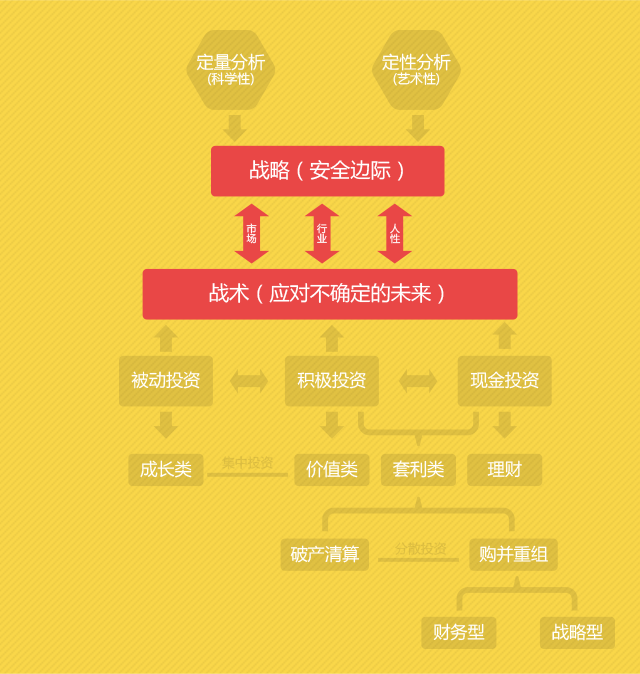 定量分析
(科学性)
定性分析
(艺术性)
战略（安全边际）
市场
行业
人性
战术（应对不确定的未来）
被动投资
积极投资
现金投资
成长类
集中投资
价值类
套利类
理财
破产清算
分散投资
购并重组
财务型
战略型